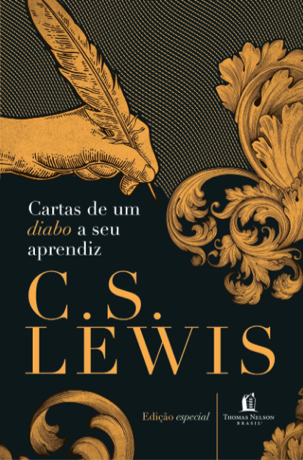 Cartas de um
diabo a seu
aprendiz
C. S.
LEWIS
Edição especial
THOMAS NELSON
BRASIL